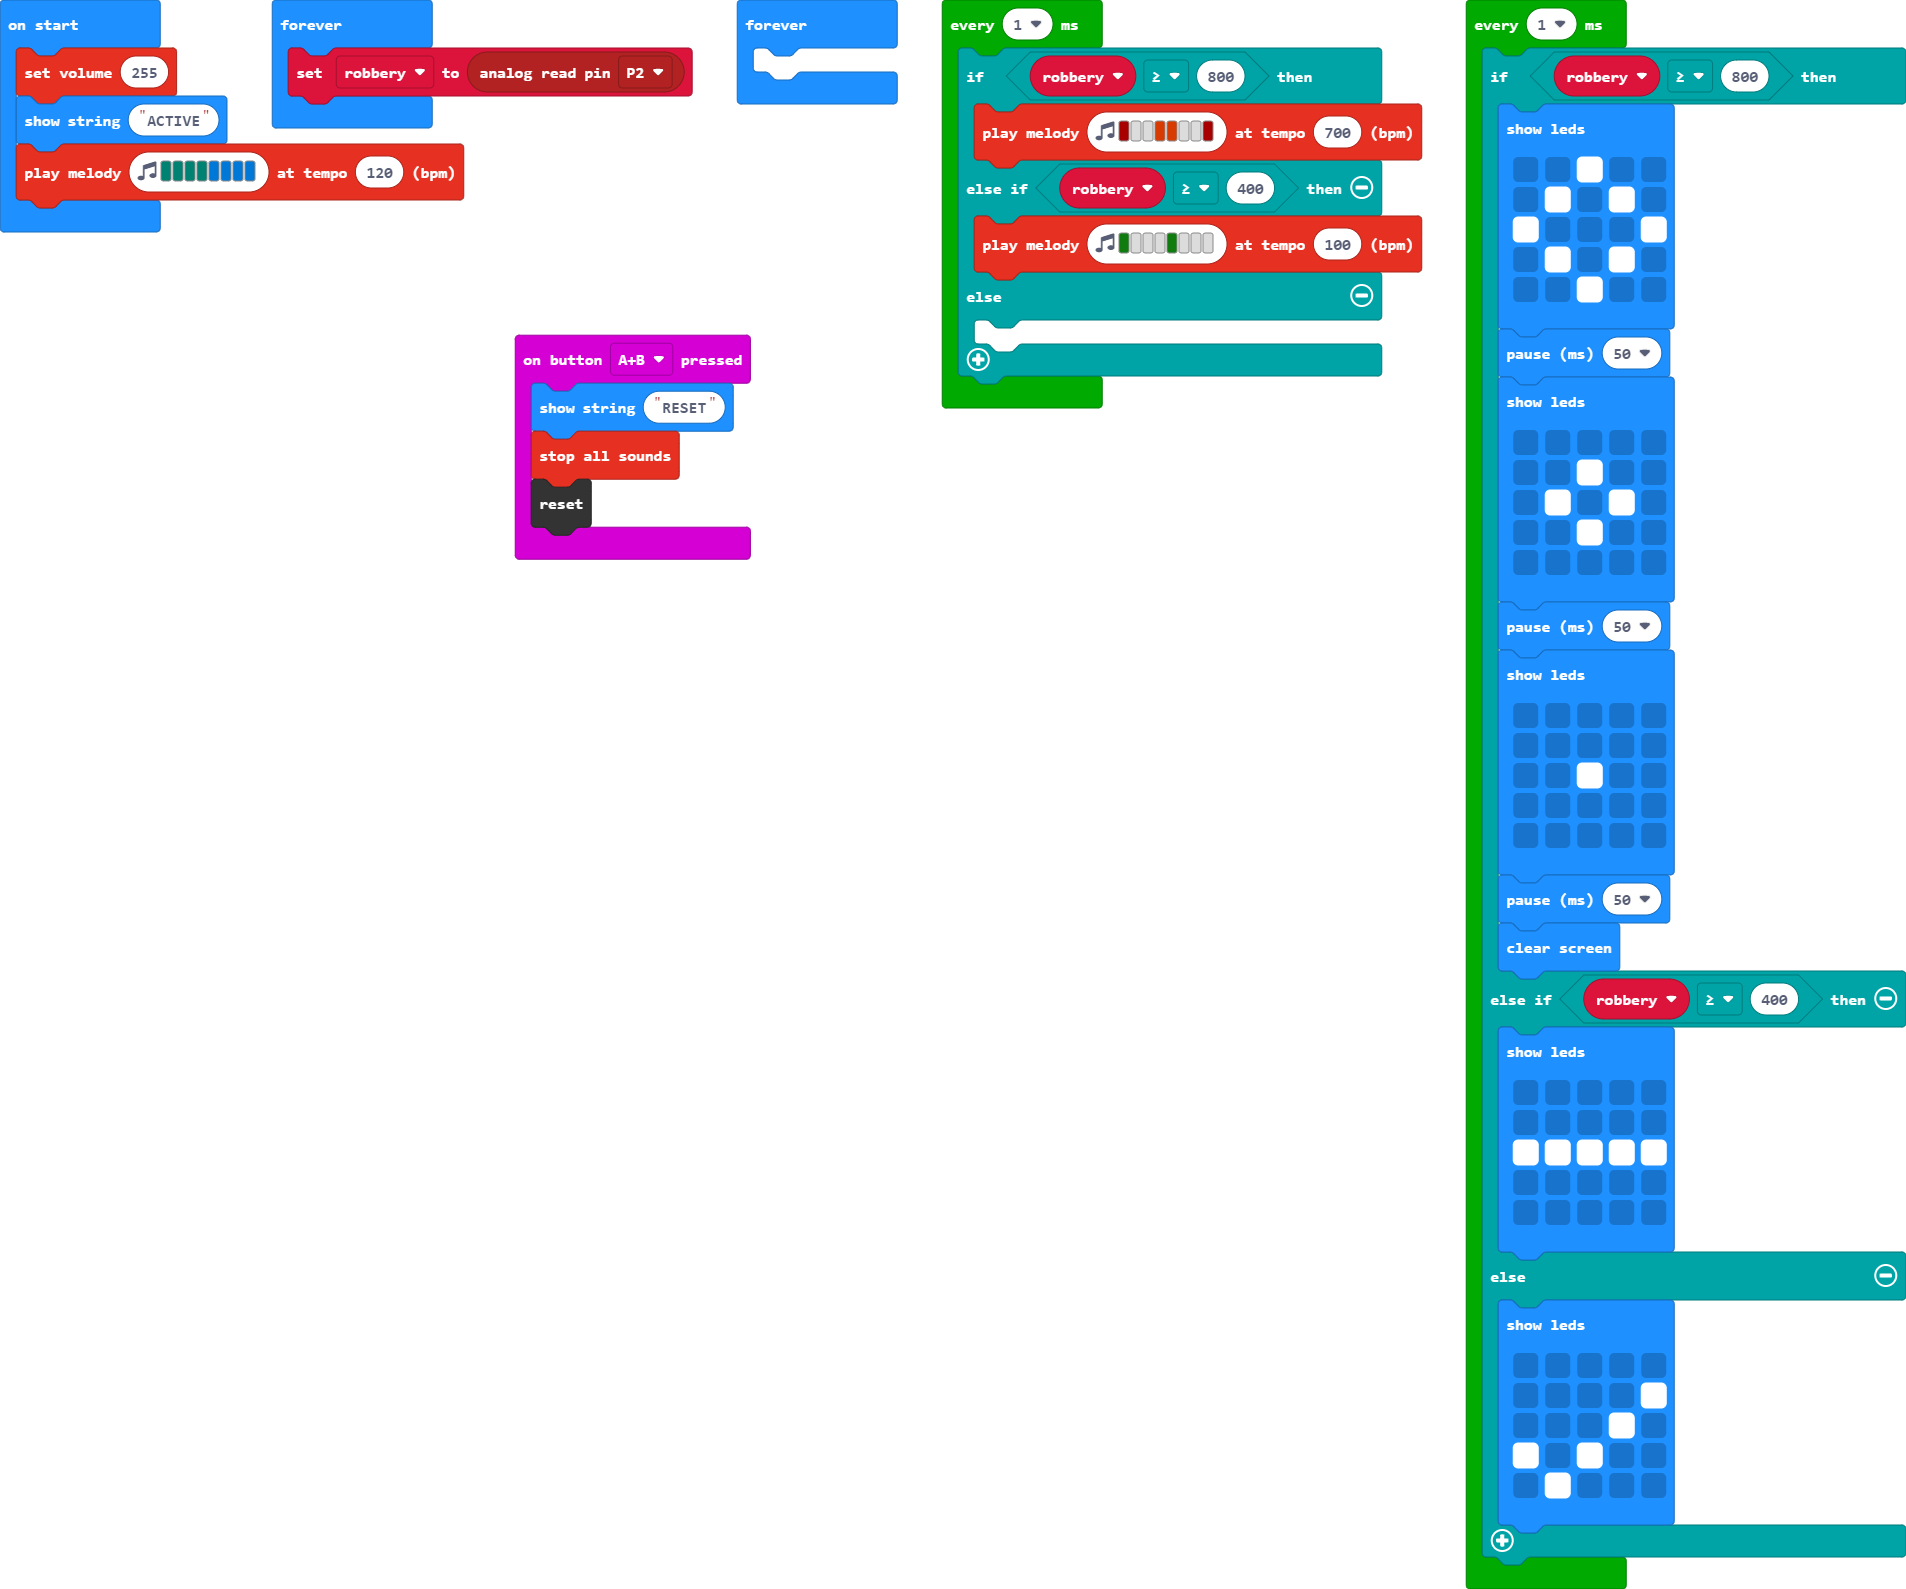 on start
set volume 255
show string "ACTIVE"
play melody at tempo 120 (bpm)
forever
set robbery to analog read pin P2
forever
on button A+B pressed
show string "RESET"
stop all sounds
reset
every 1 ms
if robbery ≥ 800 then
play melody at tempo 700 (bpm)
else if robbery ≥ 400 then
play melody at tempo 100 (bpm)
else
every 1 ms
if robbery ≥ 800 then
show leds
pause (ms) 50
show leds
pause (ms) 50
show leds
pause (ms) 50
clear screen
else if robbery ≥ 400 then
show leds
else
show leds